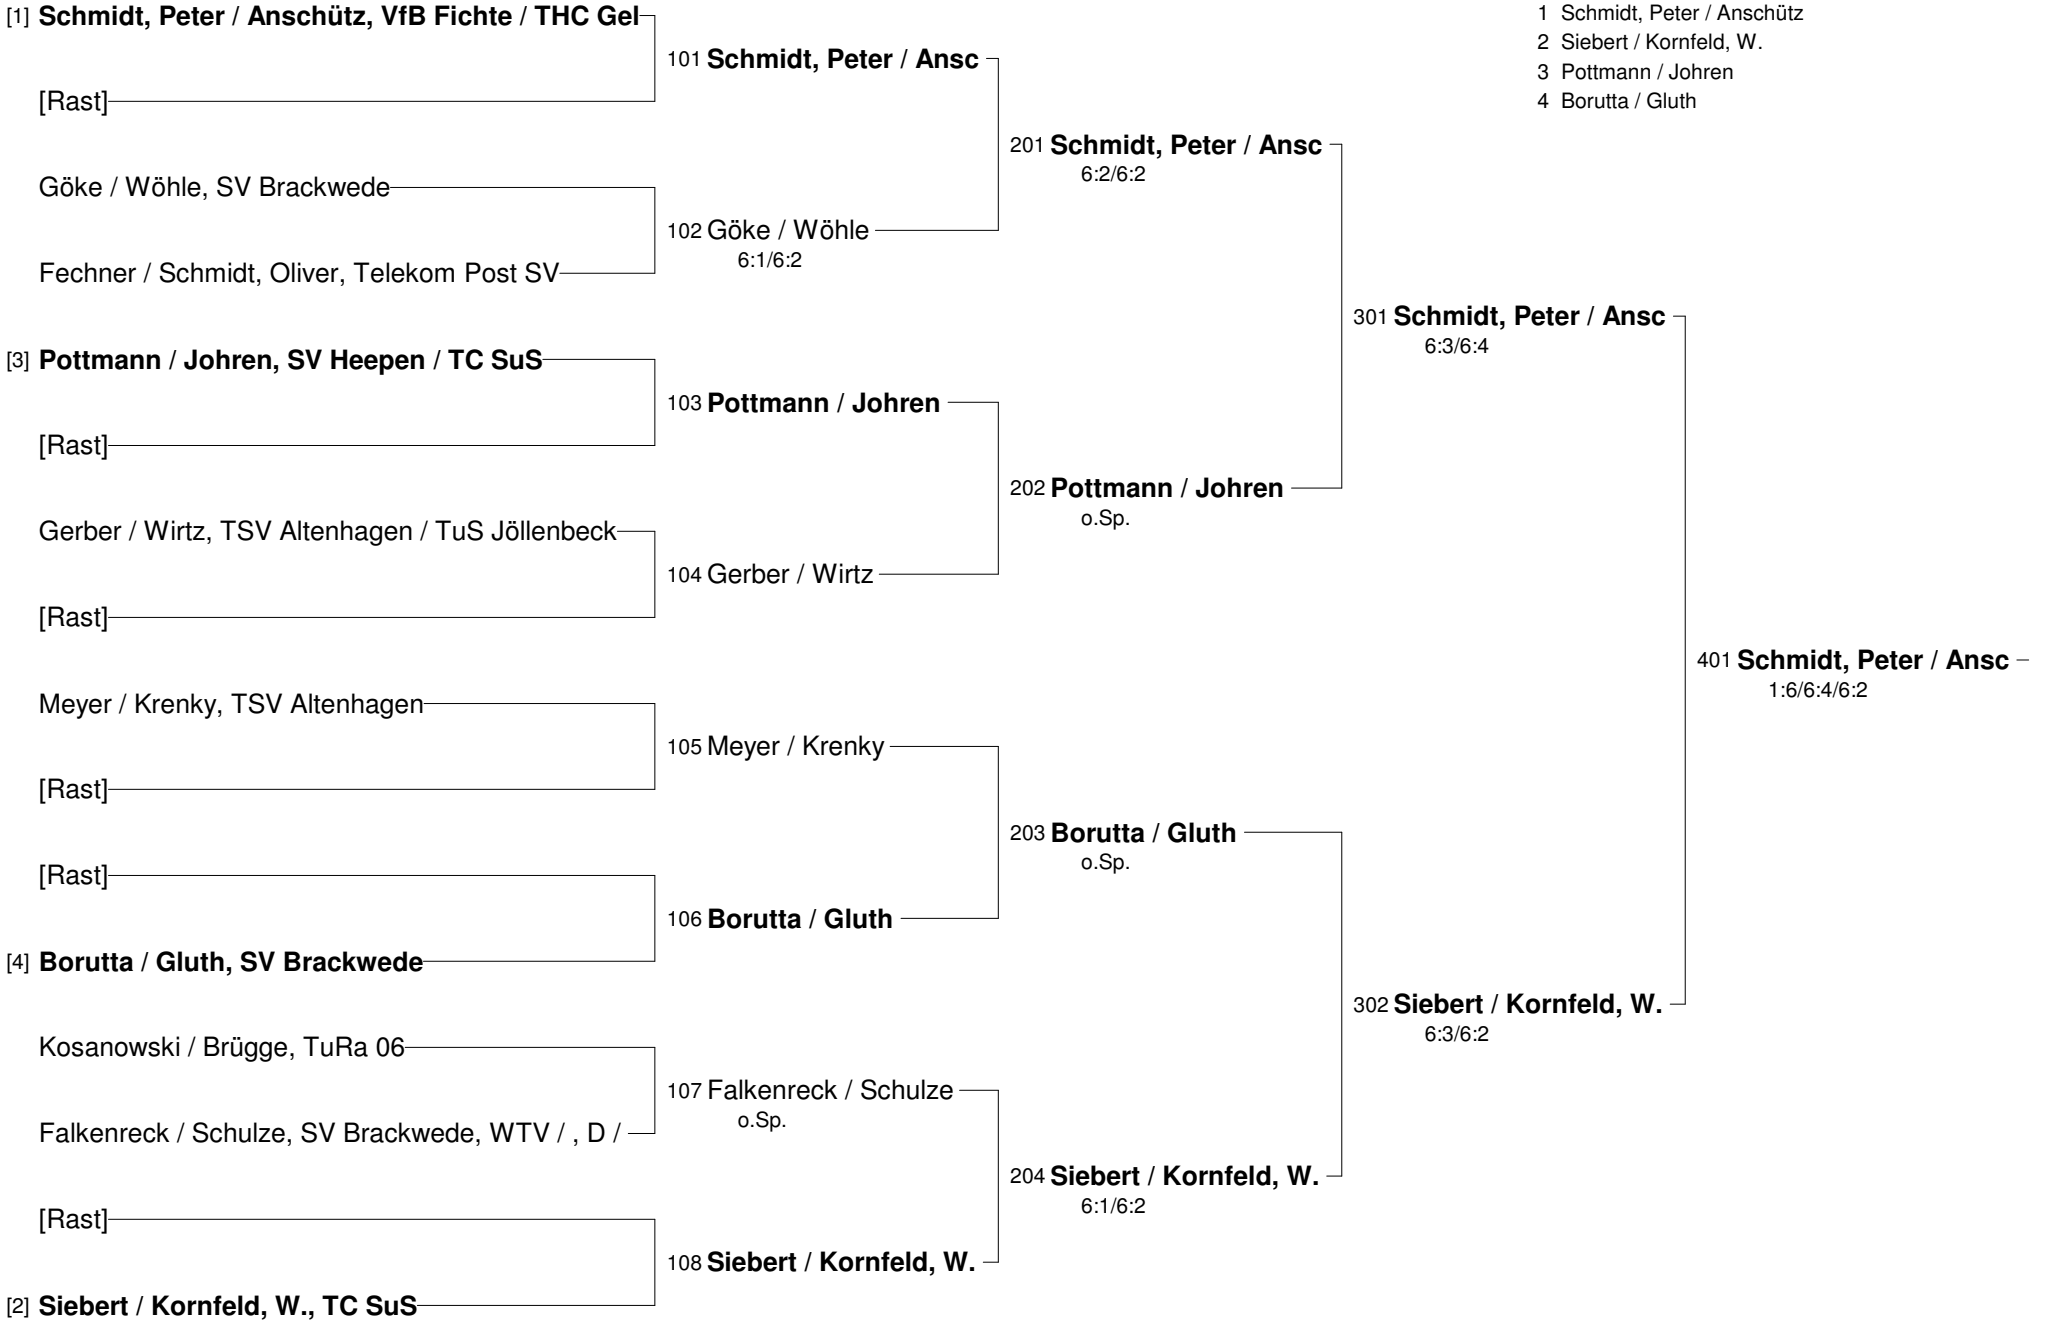 [1] Schmidt, Peter / Anschütz, VfB Fichte / THC Gel
1 Schmidt, Peter / Anschütz
2 Siebert / Kornfeld, W.
3 Pottmann / Johren
4 Borutta / Gluth
101 Schmidt, Peter / Ansc
[Rast]
201 Schmidt, Peter / Ansc
6:2/6:2
Göke / Wöhle, SV Brackwede
102 Göke / Wöhle
6:1/6:2
Fechner / Schmidt, Oliver, Telekom Post SV
301 Schmidt, Peter / Ansc
6:3/6:4
[3] Pottmann / Johren, SV Heepen / TC SuS
103 Pottmann / Johren
[Rast]
202 Pottmann / Johren
o.Sp.
Gerber / Wirtz, TSV Altenhagen / TuS Jöllenbeck
104 Gerber / Wirtz
[Rast]
401 Schmidt, Peter / Ansc
1:6/6:4/6:2
Meyer / Krenky, TSV Altenhagen
105 Meyer / Krenky
[Rast]
203 Borutta / Gluth
o.Sp.
[Rast]
106 Borutta / Gluth
[4] Borutta / Gluth, SV Brackwede
302 Siebert / Kornfeld, W.
6:3/6:2
Kosanowski / Brügge, TuRa 06
107 Falkenreck / Schulze
o.Sp.
Falkenreck / Schulze, SV Brackwede, WTV / , D /
204 Siebert / Kornfeld, W.
6:1/6:2
[Rast]
108 Siebert / Kornfeld, W.
[2] Siebert / Kornfeld, W., TC SuS